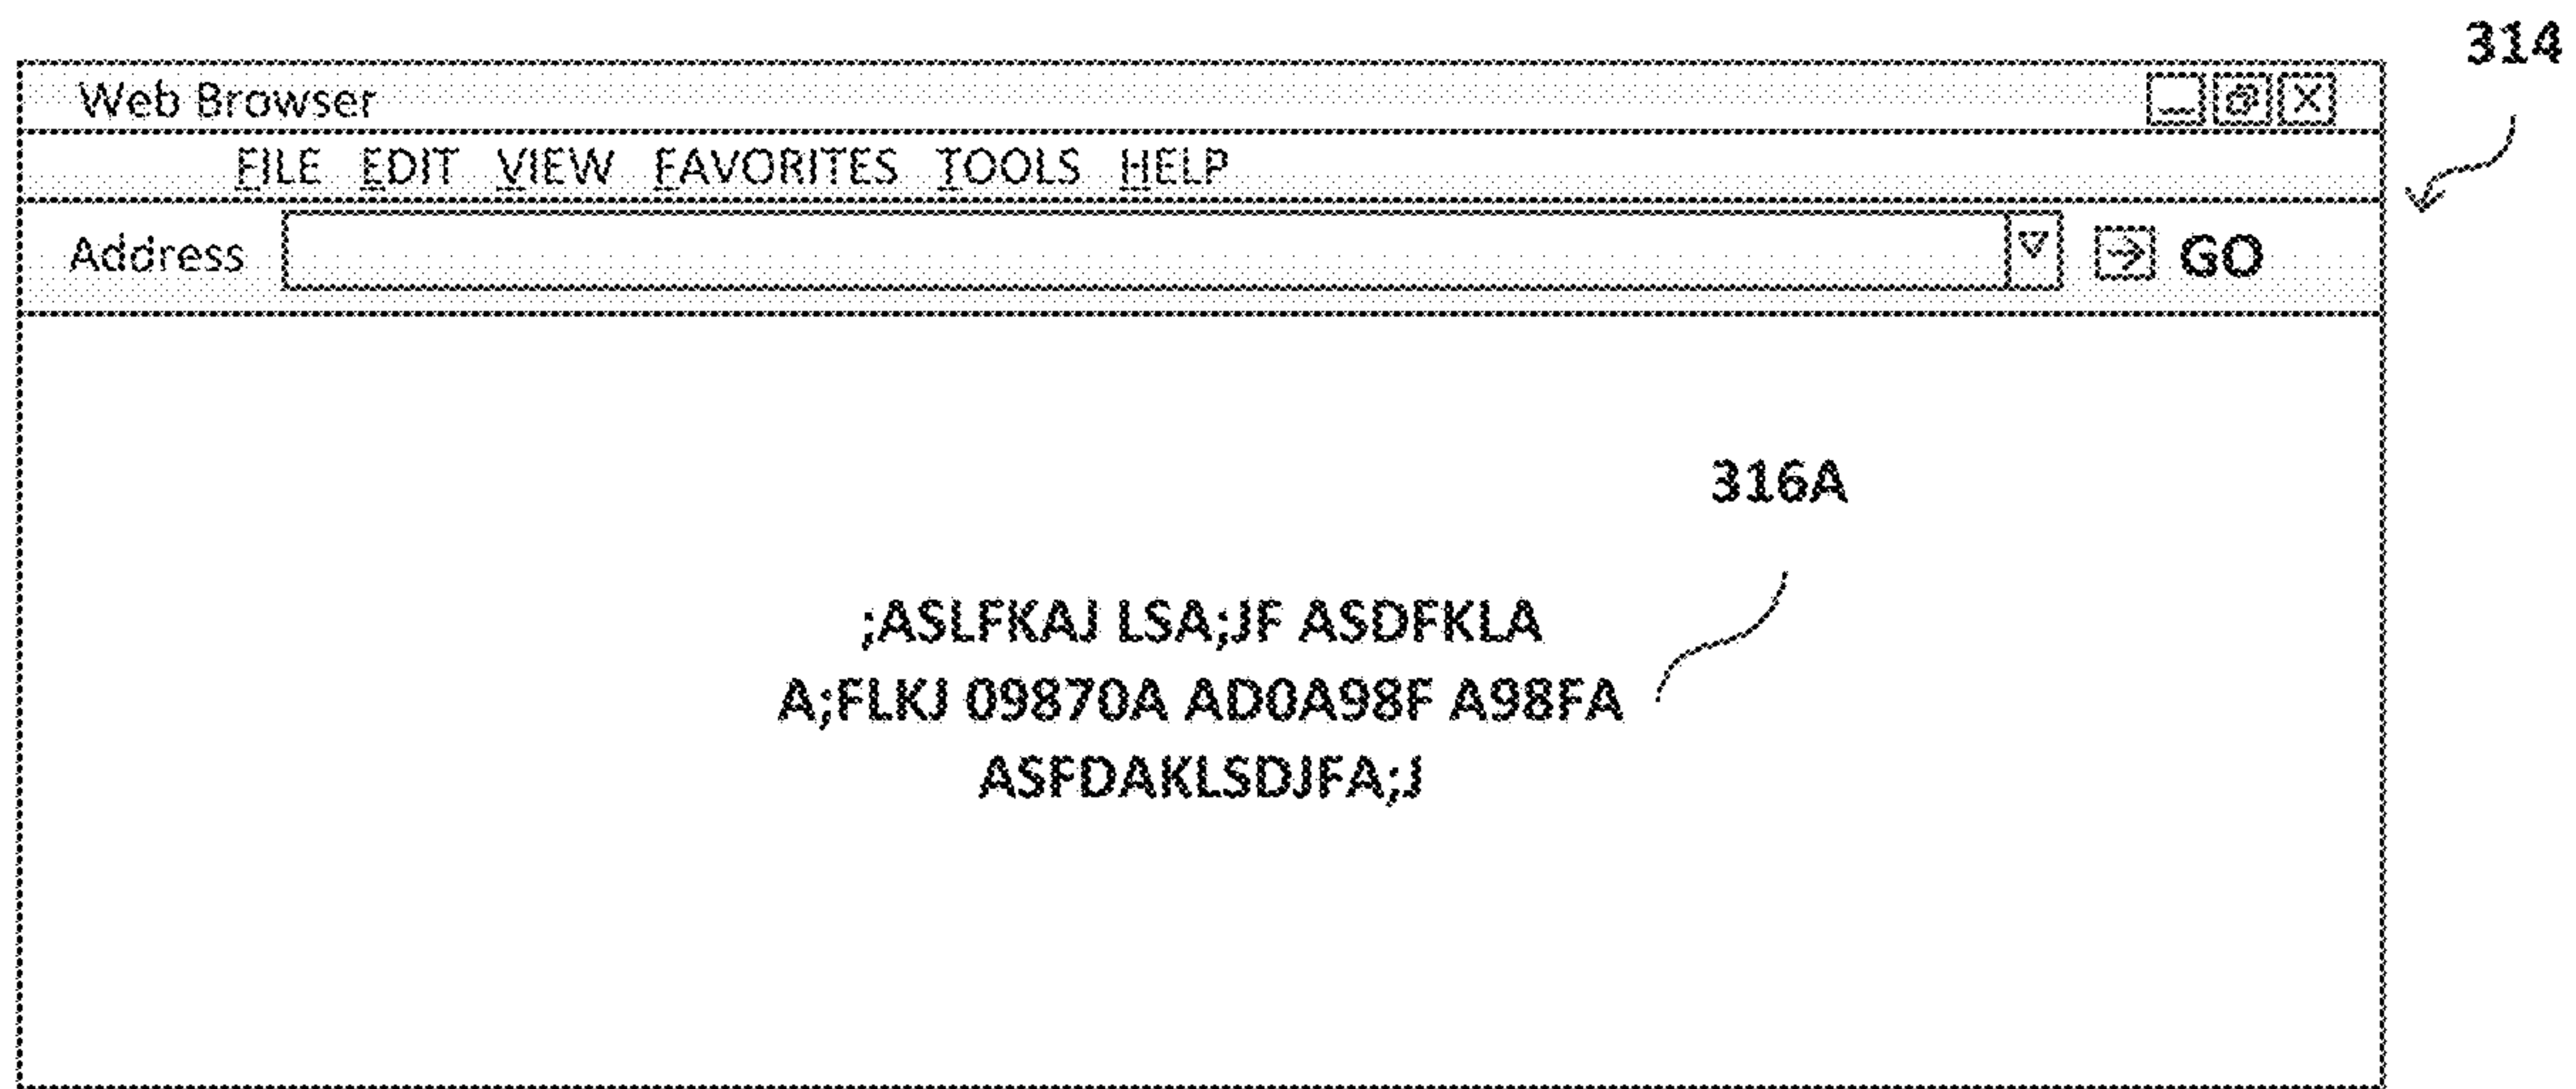 314
Web Browser
FILE EDIT VIEW FAVORITES TOOLS HELP
Address GO
316A
;ASLFKAJ LSA;JF ASDFKLA
A;FLKJ 09870A AD0A98F A98FA
ASFDAKLSDJFA;J